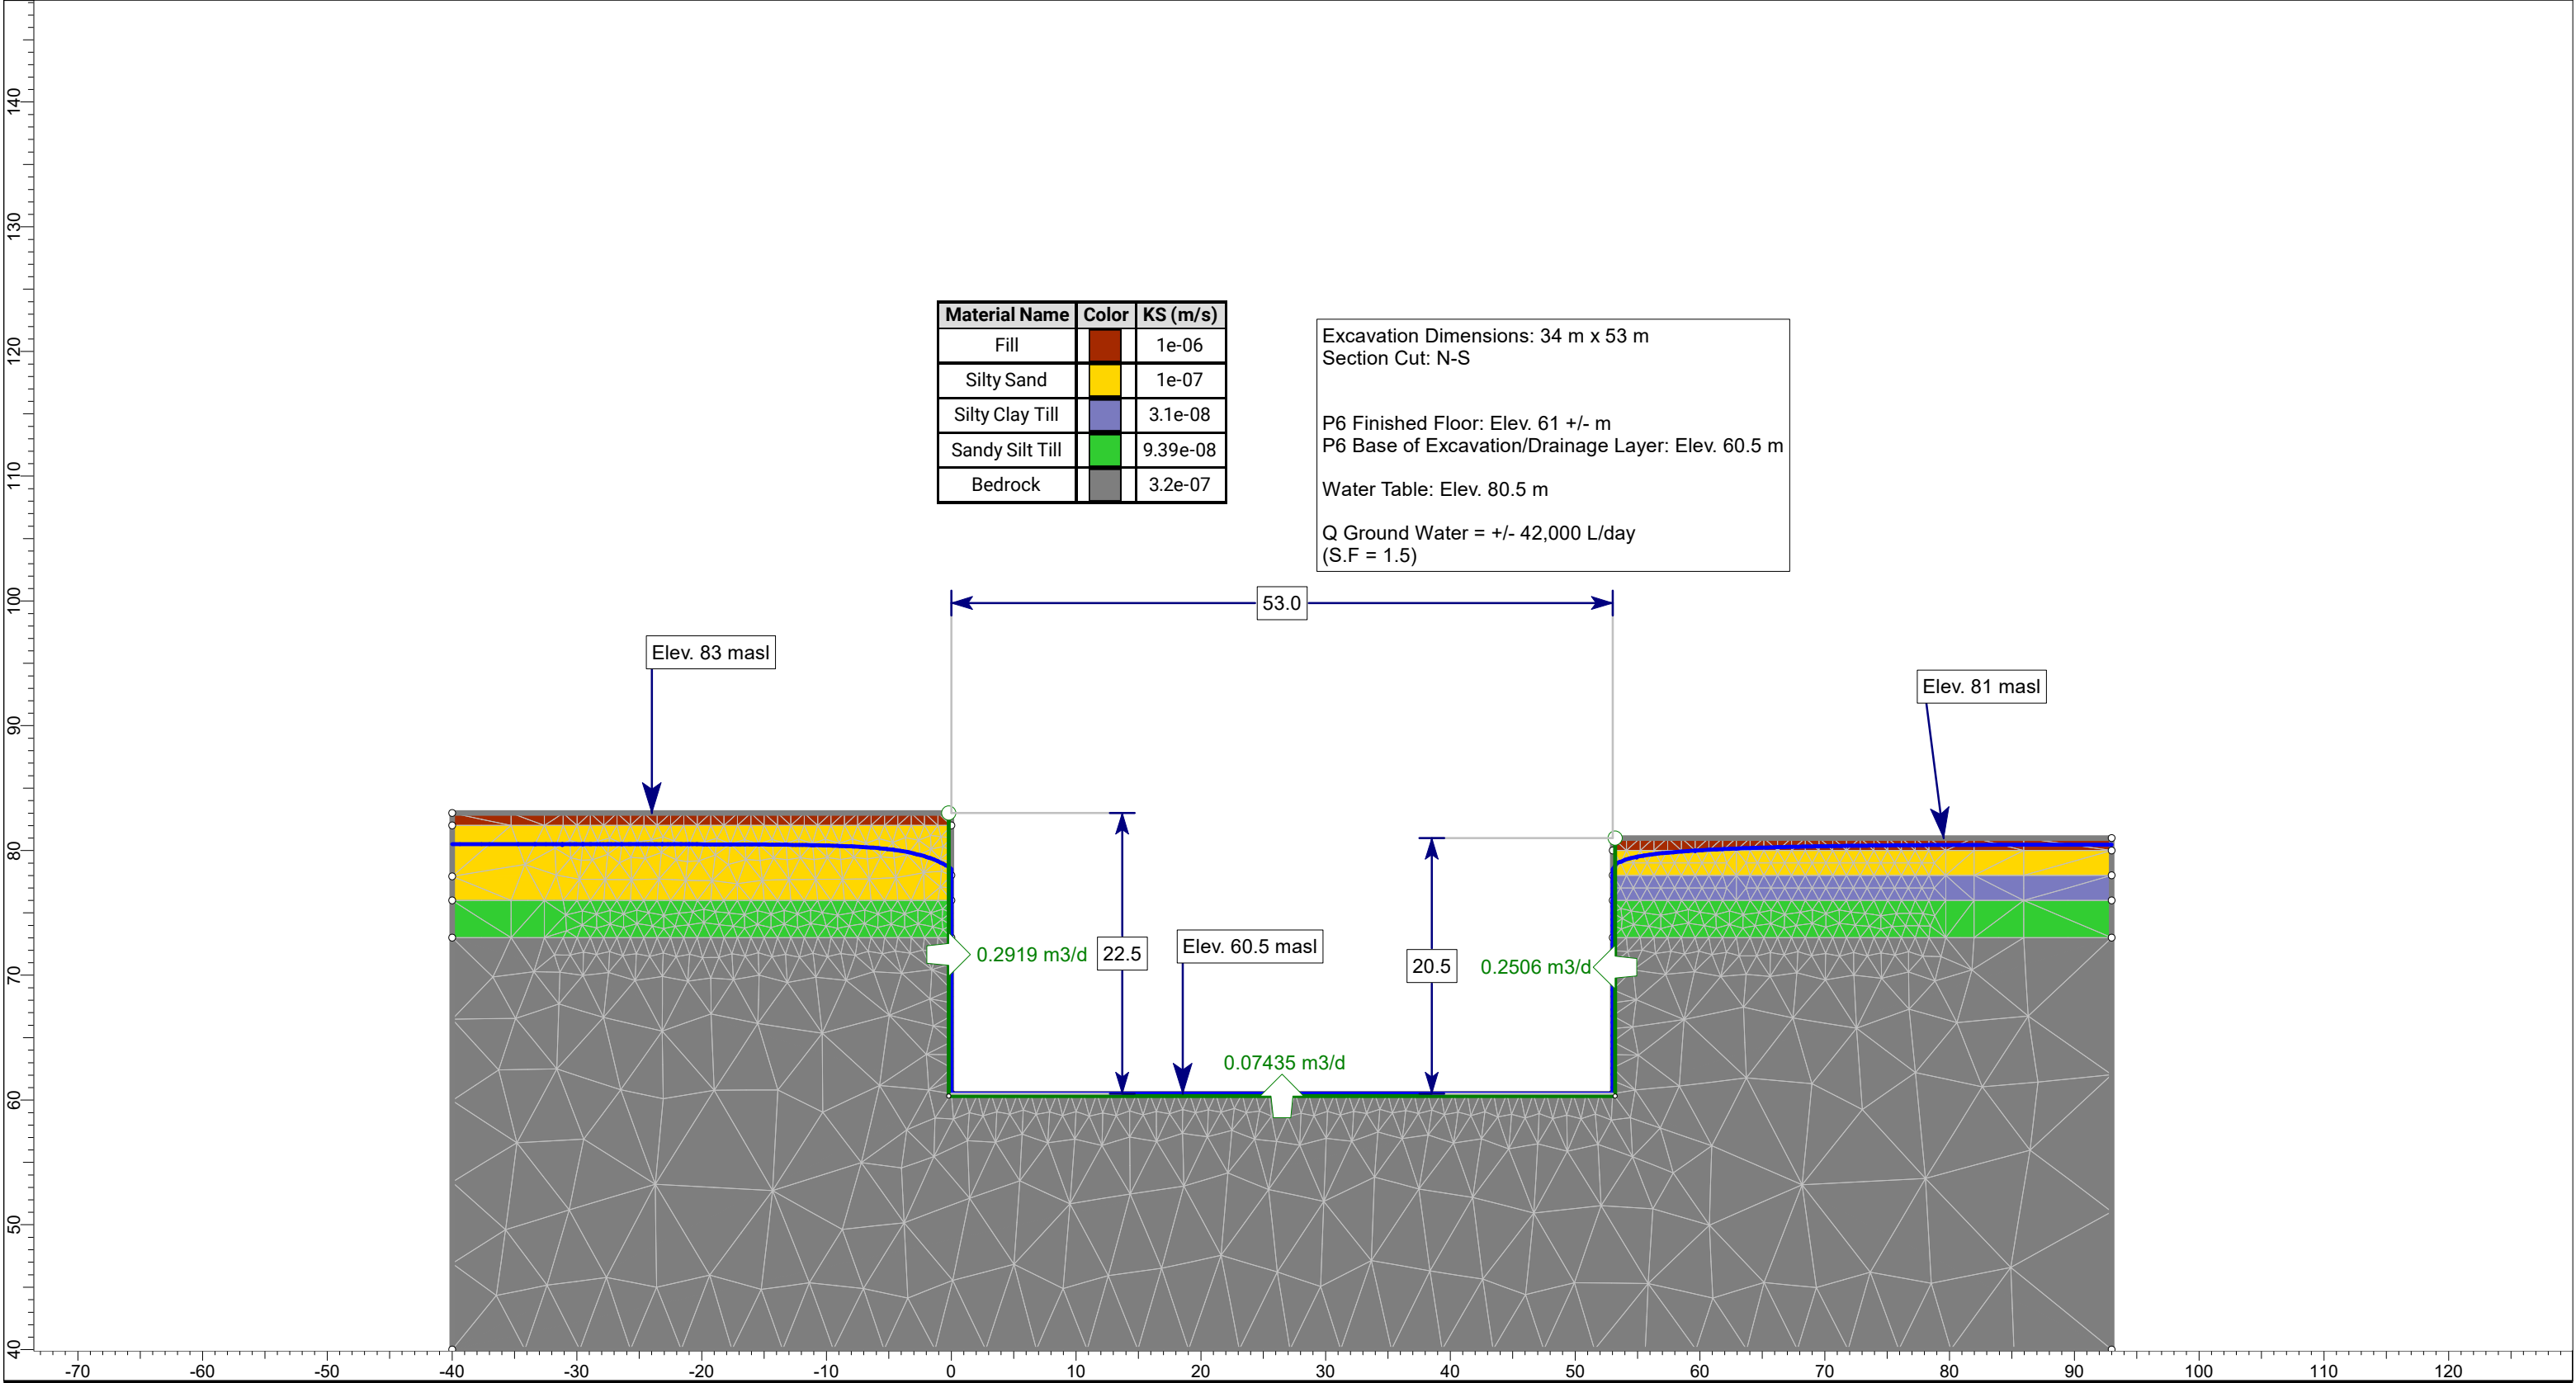 140
130
120
110
100
90
80
70
60
50
40
Material Name Color KS (m/s)
Fill 1e-06
Silty Sand 1e-07
Silty Clay Till 3.1e-08
Sandy Silt Till 9.39e-08
Bedrock 3.2e-07
Excavation Dimensions: 34 m x 53 m
Section Cut: N-S
P6 Finished Floor: Elev. 61 +/- m
P6 Base of Excavation/Drainage Layer: Elev. 60.5 m
Water Table: Elev. 80.5 m
Q Ground Water = +/- 42,000 L/day
(S.F = 1.5)
53.0
Elev. 83 masl
Elev. 81 masl
0.2919 m3/d
22.5
Elev. 60.5 masl
20.5
0.2506 m3/d
0.07435 m3/d
-70 -60 -50 -40 -30 -20 -10 0 10 20 30 40 50 60 70 80 90 100 110 120